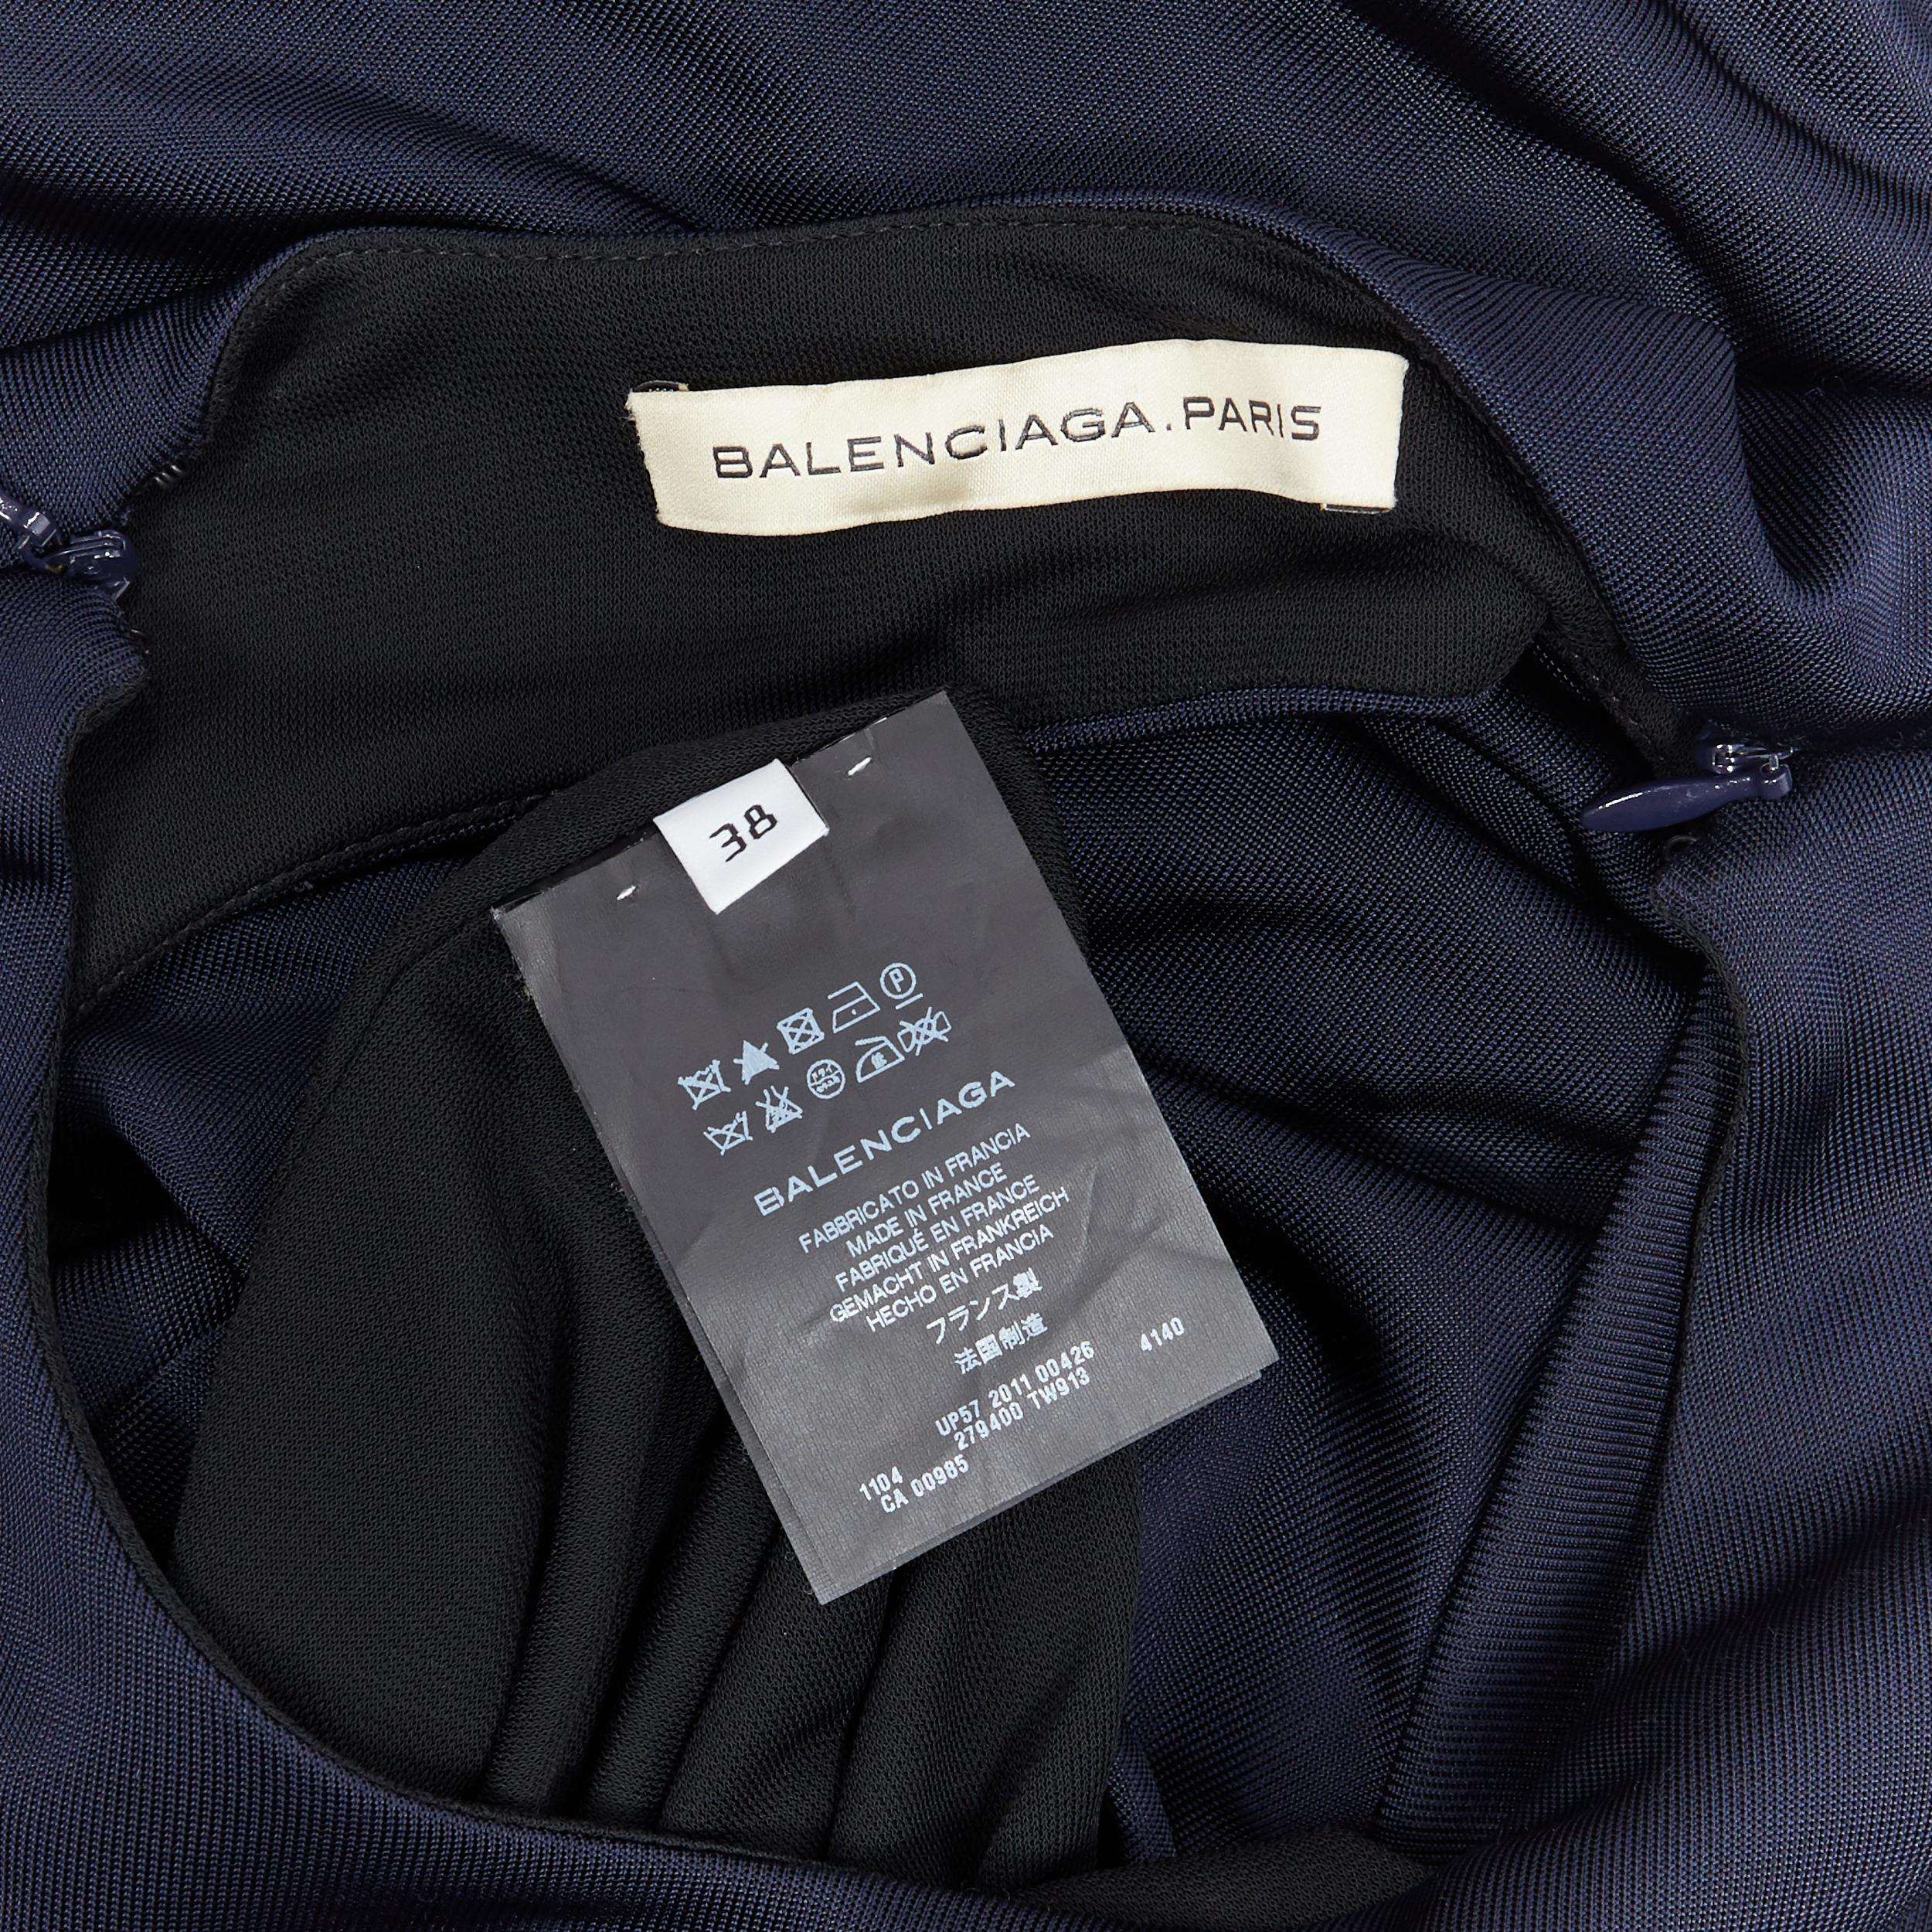 BALENCIAGA.PARIS
38
P
BALENCIAGA
FABBRICATO IN FRANCIA
MADE IN FRANCE
FABRIQUÉ EN FRANCE
GEMACHT IN FRANKREICH
HECHO EN FRANCIA
フランス製
法国制造
UP57 2011 00426 4140
279400 TW913
1104
CA 00985